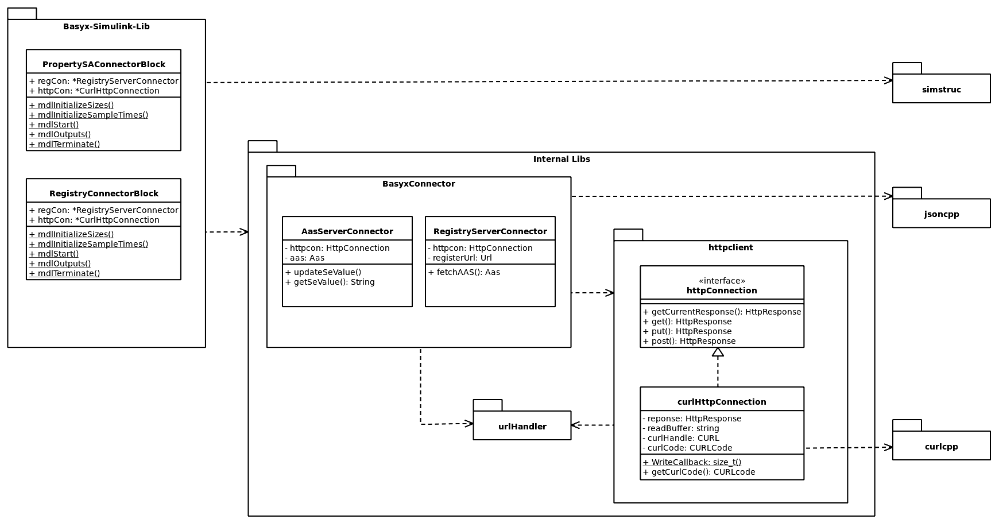 Basyx-Simulink-Lib
PropertySAConnectorBlock
+ regCon: *RegistryServerConnector
+ httpCon: *CurlHttpConnection
+ mdlInitializeSizes()
+ mdlInitializeSampleTimes()
+ mdlStart()
+ mdlOutputs()
+ mdlTerminate()
RegistryConnectorBlock
+ regCon: *RegistryServerConnector
+ httpCon: *CurlHttpConnection
+ mdlInitializeSizes()
+ mdlInitializeSampleTimes()
+ mdlStart()
+ mdlOutputs()
+ mdlTerminate()
simstruc
Internal Libs
BasyxConnector
AasServerConnector
- httpcon: HttpConnection
- aas: Aas
+ updateSeValue()
+ getSeValue(): String
RegistryServerConnector
- httpcon: HttpConnection
- registerUrl: Url
+ fetchAAS(): Aas
jsoncpp
httpclient
«interface»
httpConnection
+ getCurrentResponse(): HttpResponse
+ get(): HttpResponse
+ put(): HttpResponse
+ post(): HttpResponse
curlHttpConnection
- reponse: HttpResponse
- readBuffer: string
- curlHandle: CURL
- curlCode: CURLCode
+ WriteCallback: size_t()
+ getCurlCode(): CURLcode
urlHandler
curlcpp